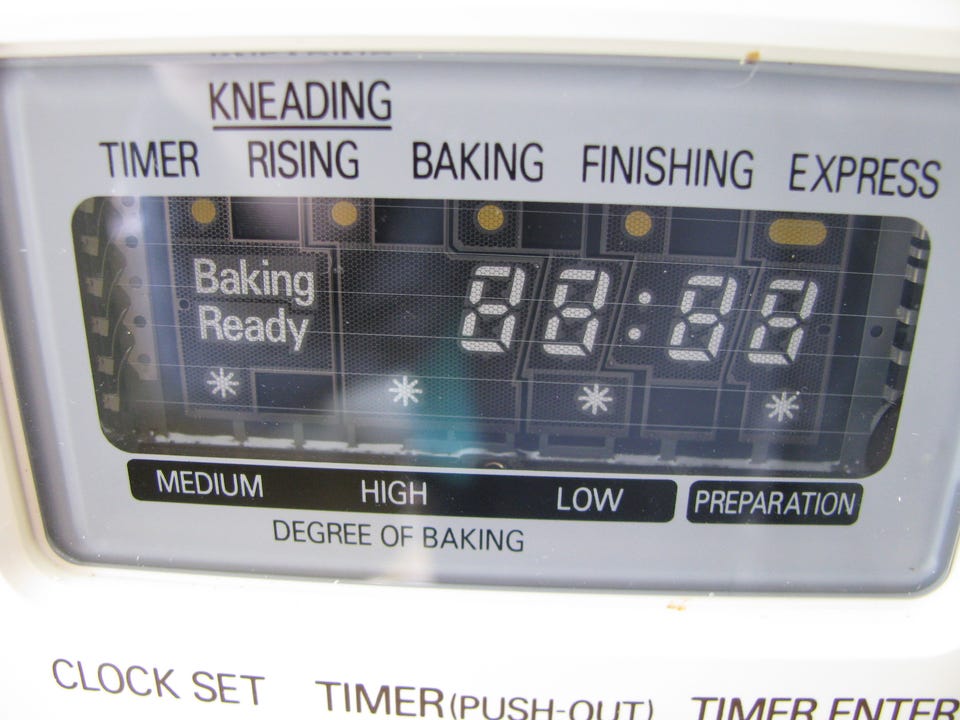 KNEADING
TIMER RISING BAKING FINISHING EXPRESS
Baking
Ready
88:88
MEDIUM HIGH LOW PREPARATION
DEGREE OF BAKING
CLOCK SET TIMER (PUSH-OUT) TIMER ENTER